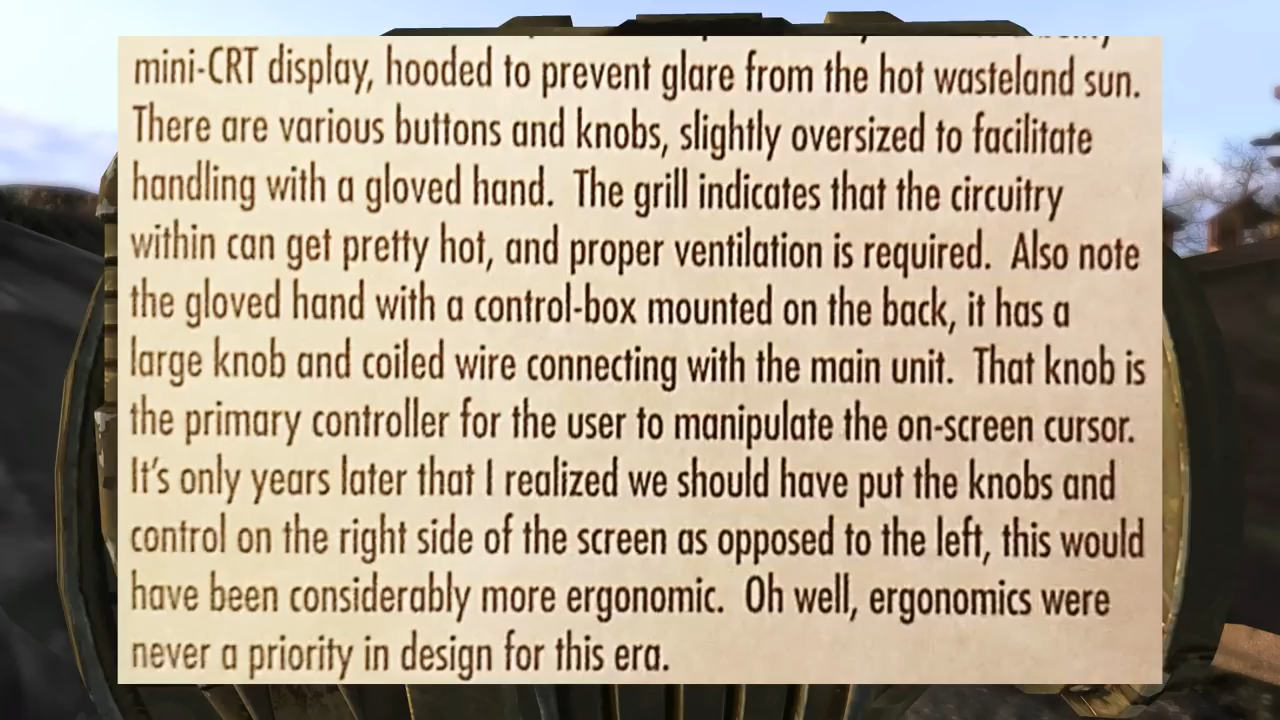 mini-CRT display, hooded to prevent glare from the hot wasteland sun.
There are various buttons and knobs, slightly oversized to facilitate
handling with a gloved hand.  The grill indicates that the circuitry
within can get pretty hot, and proper ventilation is required.  Also note
the gloved hand with a control-box mounted on the back, it has a
large knob and coiled wire connecting with the main unit.  That knob is
the primary controller for the user to manipulate the on-screen cursor.
It's only years later that I realized we should have put the knobs and
control on the right side of the screen as opposed to the left, this would
have been considerably more ergonomic.  Oh well, ergonomics were
never a priority in design for this era.